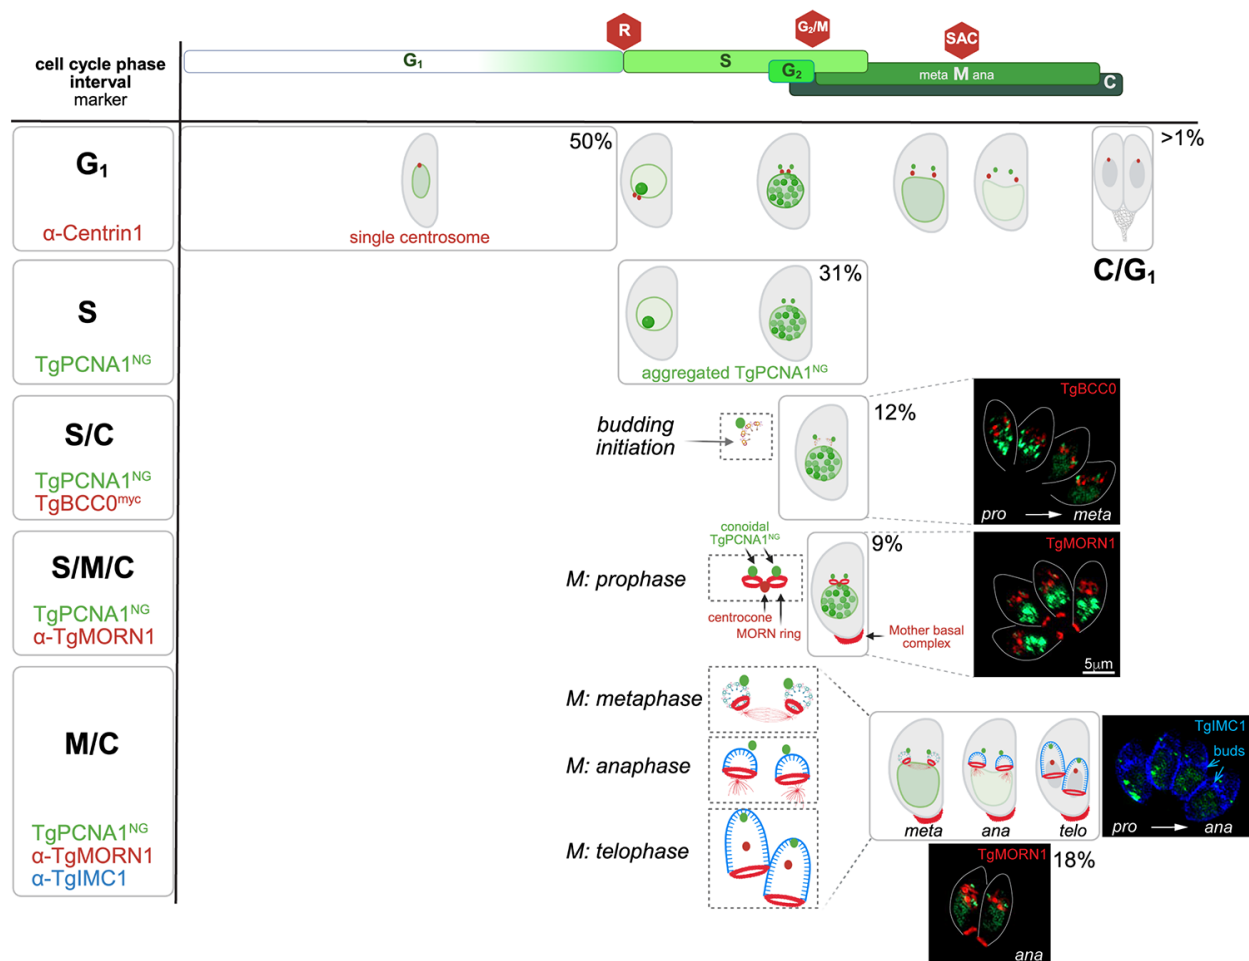 cell cycle phase
interval
marker
R
G₂/M
SAC
G₁
S
G₂
meta M ana
C
G₁
α-Centrin1
50%
single centrosome
>1%
C/G₁
S
TgPCNA1ᴺᴳ
31%
aggregated TgPCNA1ᴺᴳ
S/C
TgPCNA1ᴺᴳ
TgBCC0ᵐʸᶜ
budding
initiation
12%
TgBCC0
pro
meta
S/M/C
TgPCNA1ᴺᴳ
α-TgMORN1
M: prophase
conoidal
TgPCNA1ᴺᴳ
centrocone
MORN ring
9%
Mother basal
complex
TgMORN1
5μm
M/C
TgPCNA1ᴺᴳ
α-TgMORN1
α-TgIMC1
M: metaphase
M: anaphase
M: telophase
meta
ana
telo
18%
TgIMC1
buds
pro
ana
TgMORN1
ana